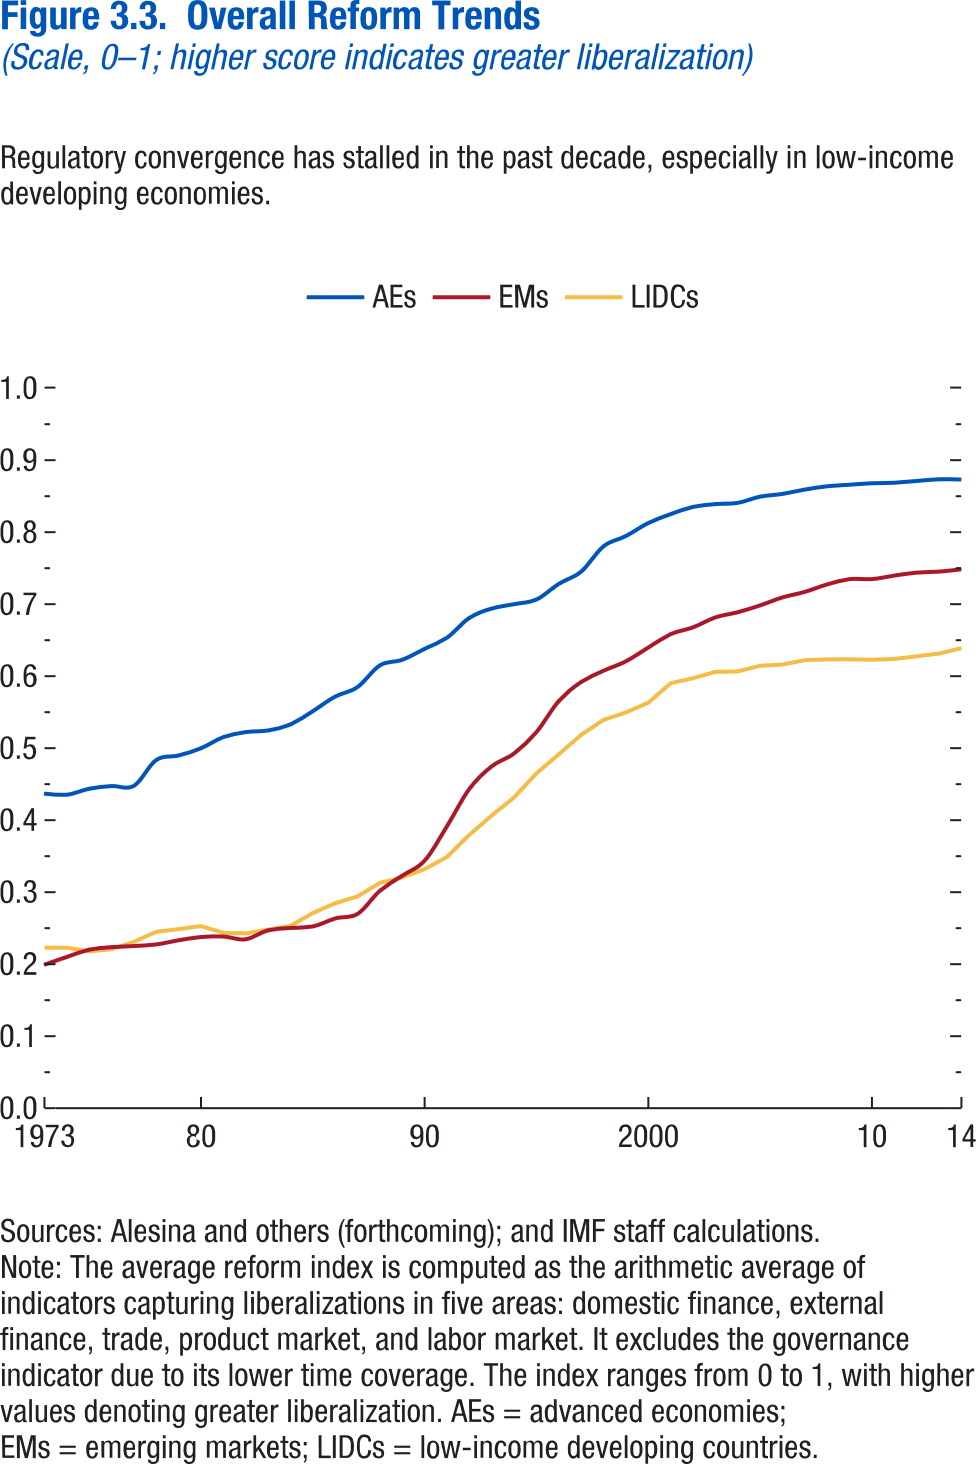 Figure 3.3.  Overall Reform Trends
(Scale, 0–1; higher score indicates greater liberalization)
Regulatory convergence has stalled in the past decade, especially in low-income
developing economies.
AEs EMs LIDCs
1.0
0.9
0.8
0.7
0.6
0.5
0.4
0.3
0.2
0.1
0.0
1973 80 90 2000 10 14
Sources: Alesina and others (forthcoming); and IMF staff calculations.
Note: The average reform index is computed as the arithmetic average of
indicators capturing liberalizations in five areas: domestic finance, external
finance, trade, product market, and labor market. It excludes the governance
indicator due to its lower time coverage. The index ranges from 0 to 1, with higher
values denoting greater liberalization. AEs = advanced economies;
EMs = emerging markets; LIDCs = low-income developing countries.